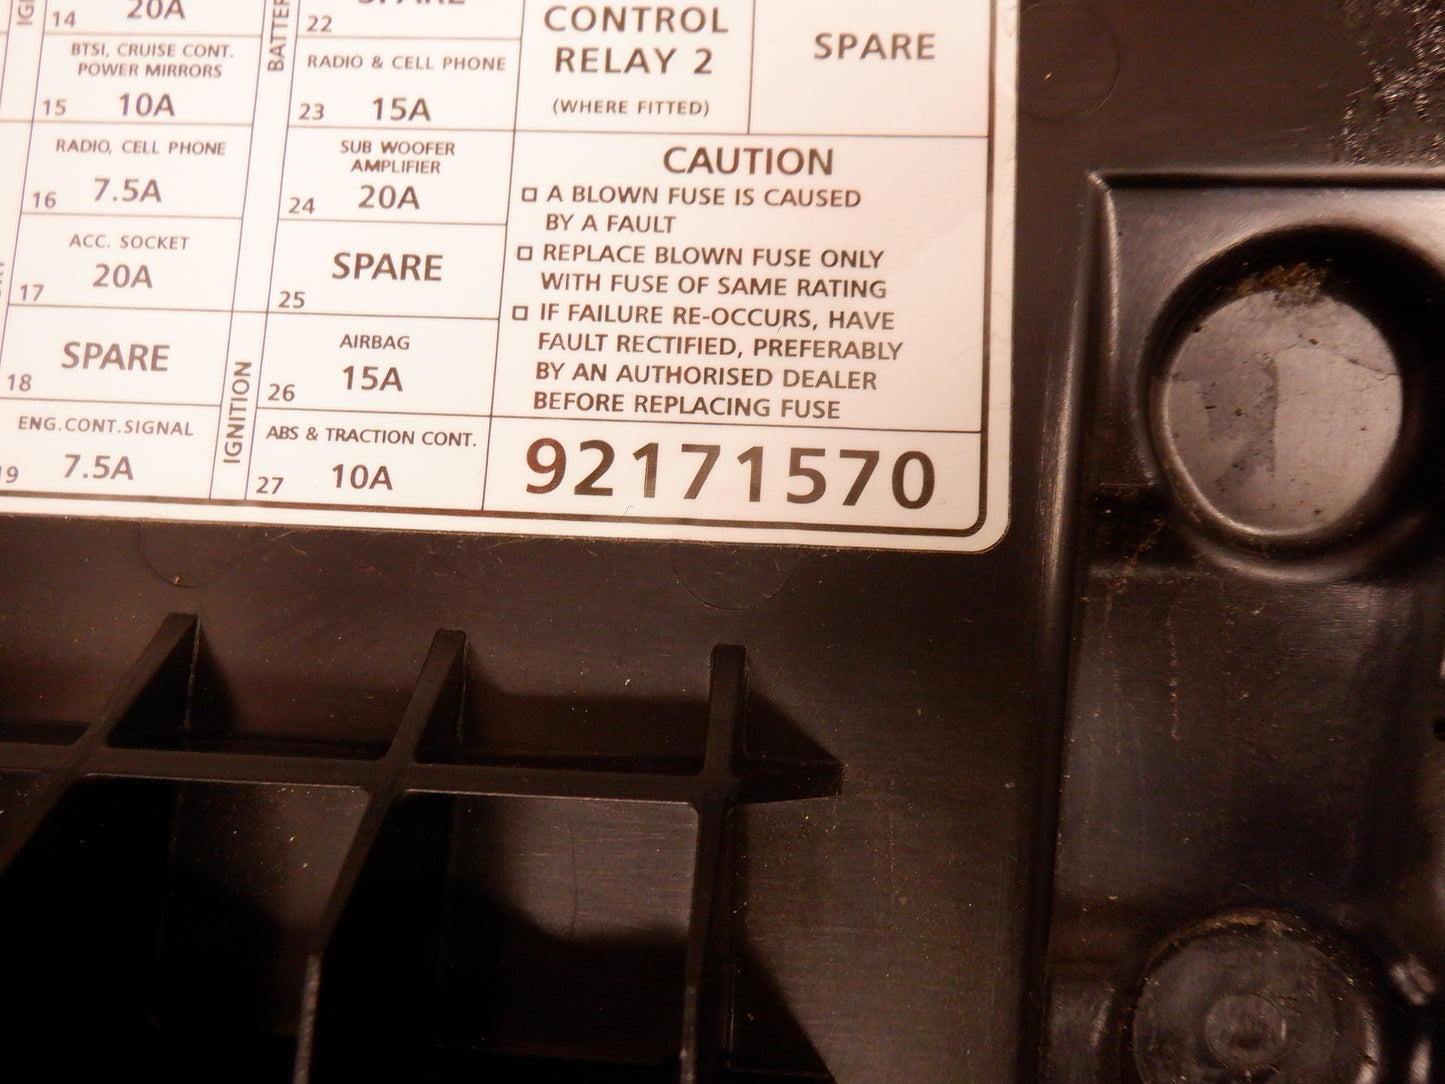 IG
14
20A
BTSI, CRUISE CONT.
POWER MIRRORS
15 10A
RADIO, CELL PHONE
16 7.5A
ACC. SOCKET
17 20A
SPARE
18
ENG.CONT.SIGNAL
19 7.5A
BATTER
IGNITION
SPARE
22
RADIO & CELL PHONE
23 15A
SUB WOOFER
AMPLIFIER
24 20A
SPARE
25
AIRBAG
26 15A
ABS & TRACTION CONT.
27 10A
CONTROL
RELAY 2
(WHERE FITTED)
SPARE
CAUTION
A BLOWN FUSE IS CAUSED
BY A FAULT
REPLACE BLOWN FUSE ONLY
WITH FUSE OF SAME RATING
IF FAILURE RE-OCCURS, HAVE
FAULT RECTIFIED, PREFERABLY
BY AN AUTHORISED DEALER
BEFORE REPLACING FUSE
92171570